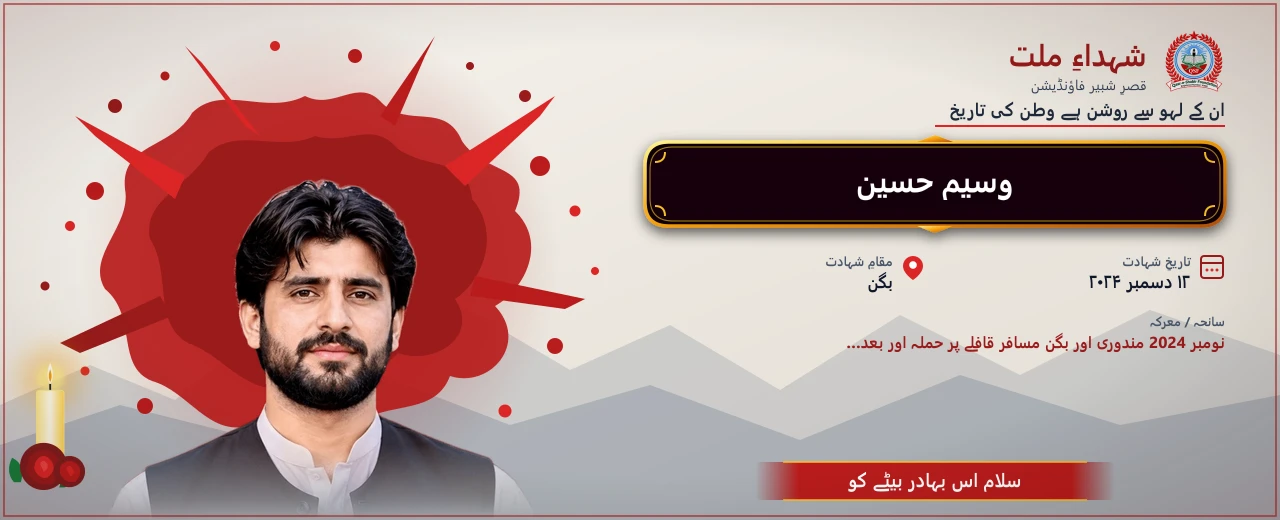 شہداءِ ملت
قصرِ شبیر فاؤنڈیشن
ان کے لہو سے روشن ہے وطن کی تاریخ
وسیم حسین
تاریخِ شہادت
۱۲ دسمبر ۲۰۲۴
مقامِ شہادت
بگن
سانحہ / معرکہ
نومبر 2024 مندوری اور بگن مسافر قافلے پر حملہ اور بعد...
سلام اس بہادر بیٹے کو